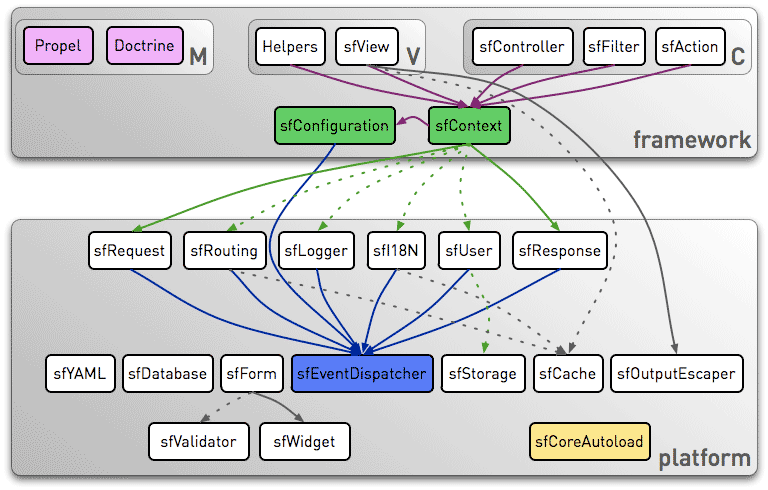 Propel
Doctrine
M
Helpers
sfView
V
sfController
sfFilter
sfAction
C
sfConfiguration
sfContext
framework
sfRequest
sfRouting
sfLogger
sfI18N
sfUser
sfResponse
sfYAML
sfDatabase
sfForm
sfEventDispatcher
sfStorage
sfCache
sfOutputEscaper
sfValidator
sfWidget
sfCoreAutoload
platform